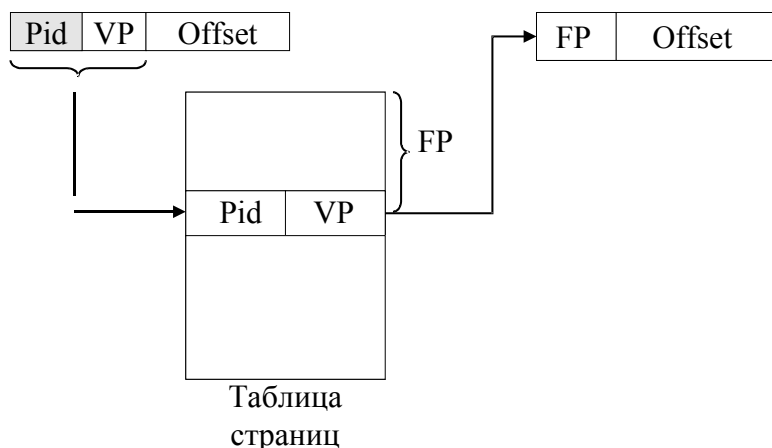 Pid VP Offset
FP Offset
FP
Pid VP
Таблица
страниц